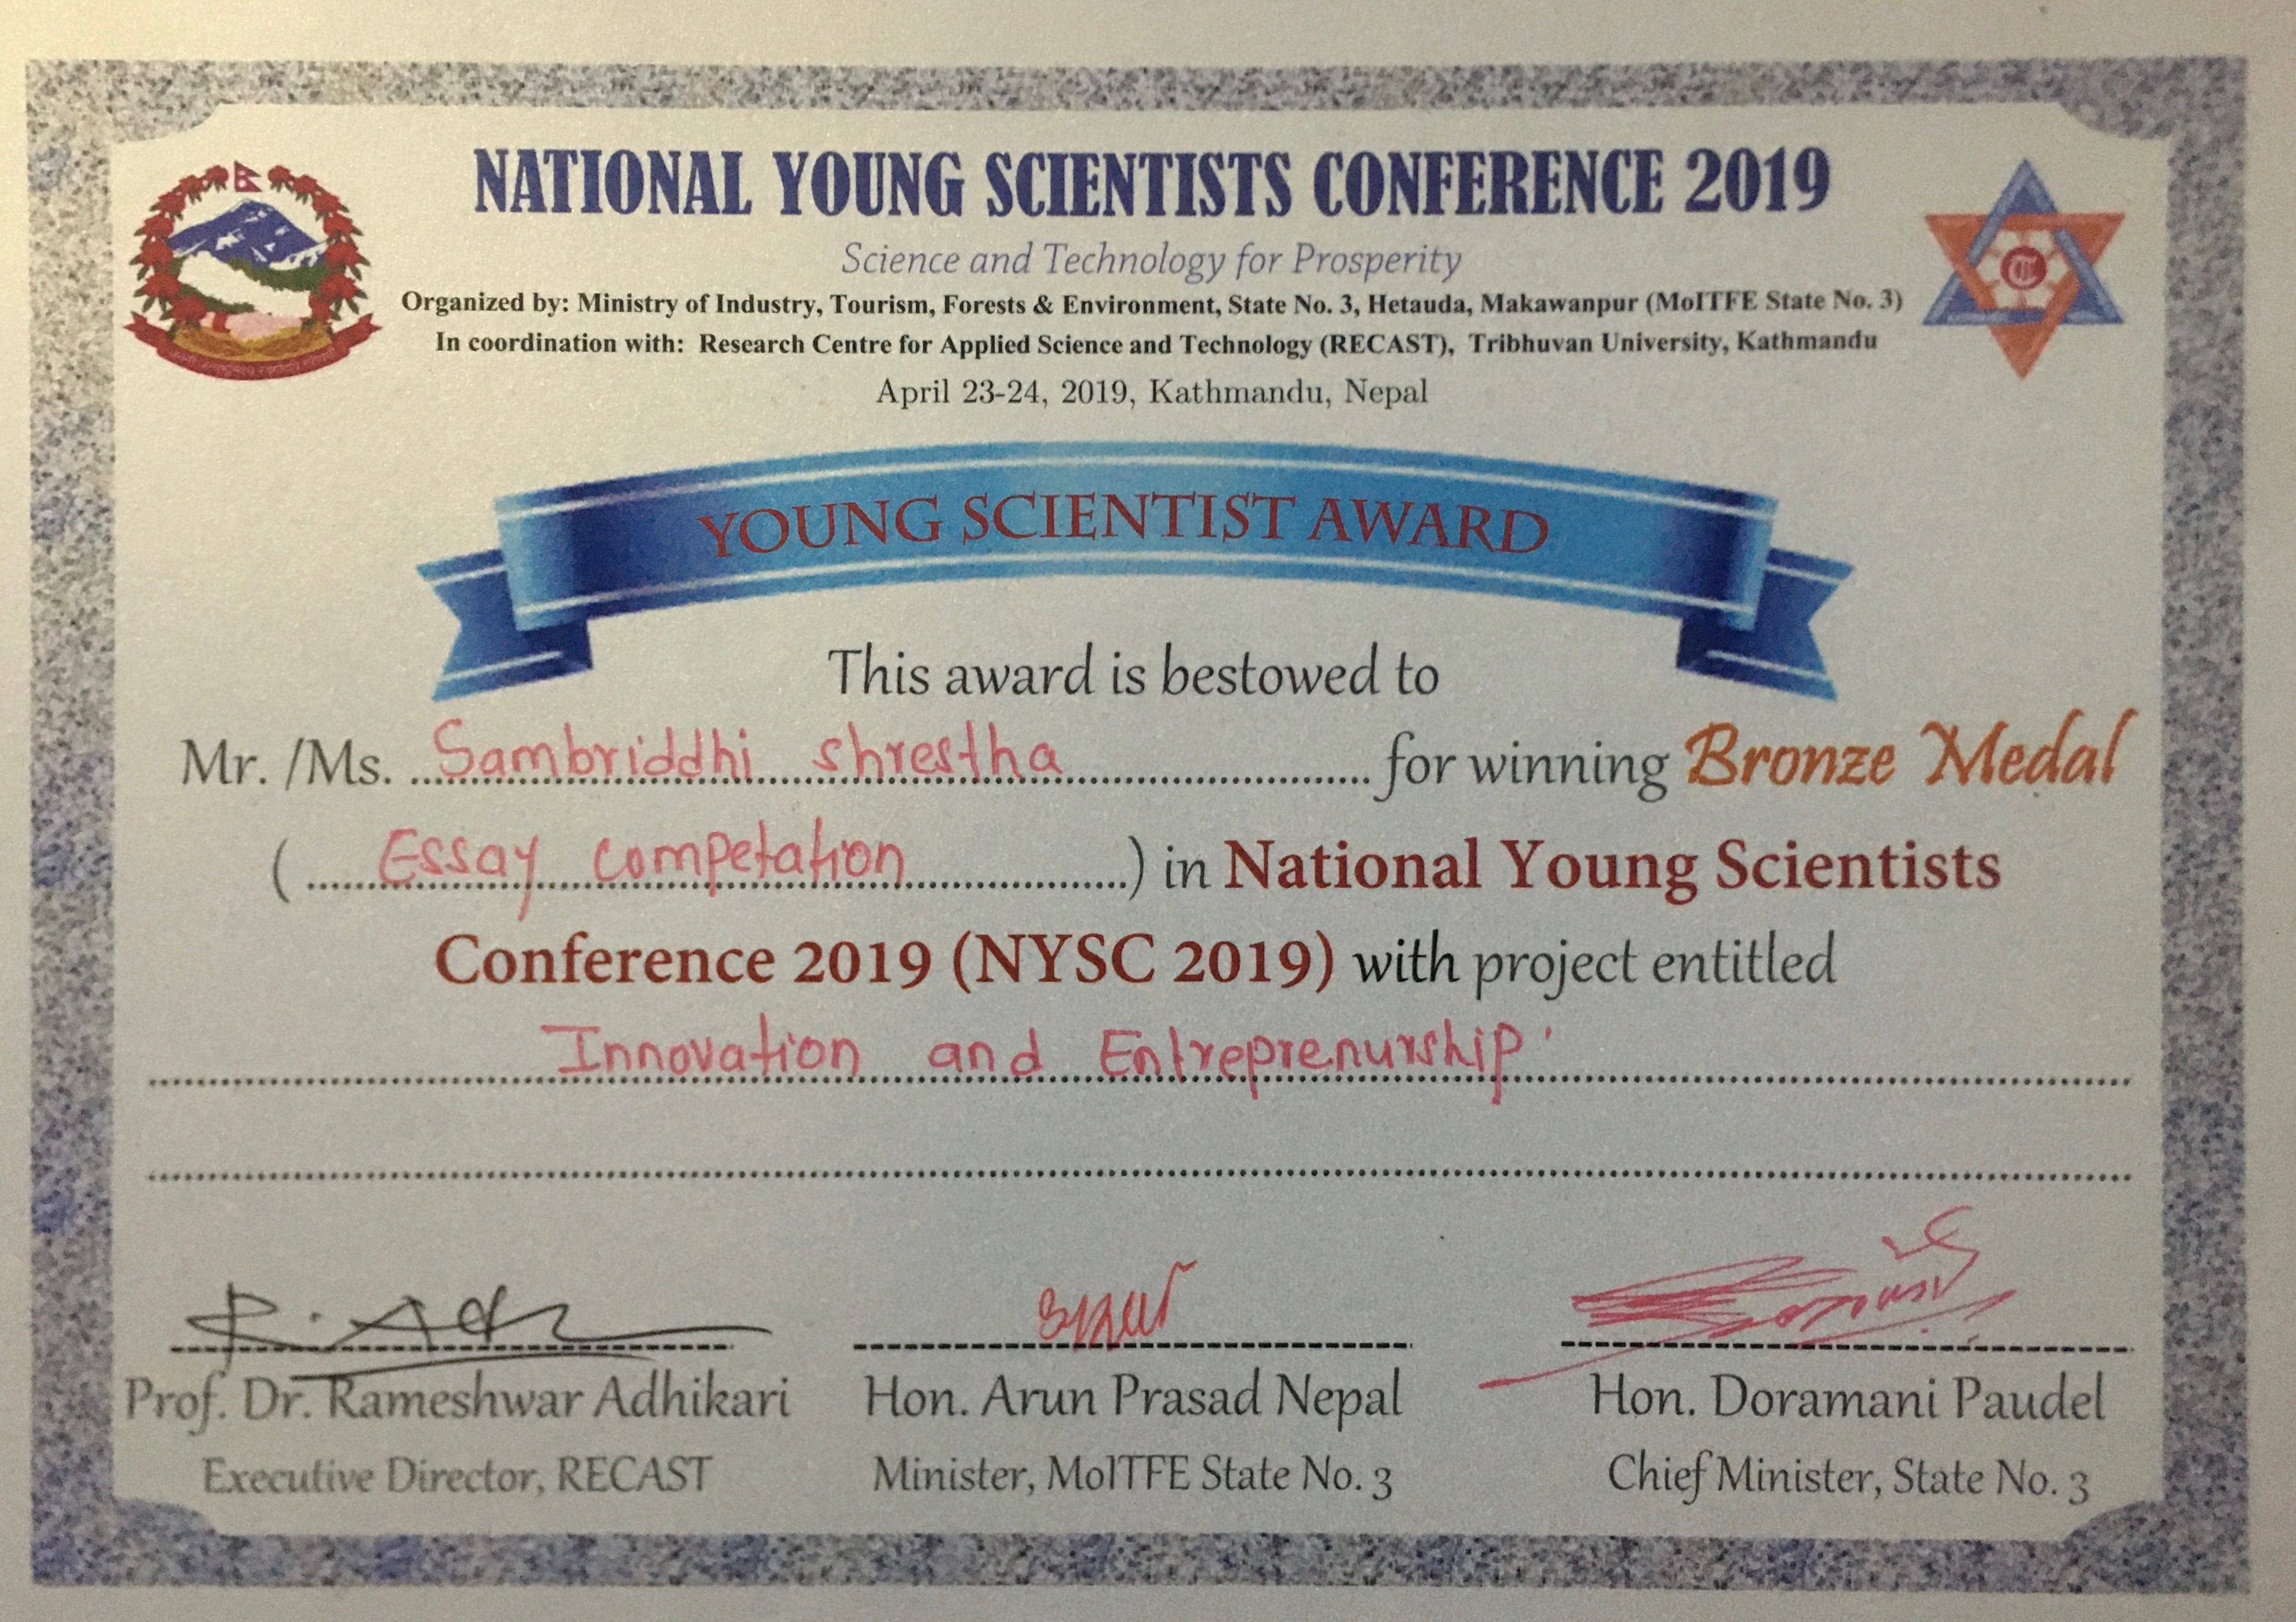 NATIONAL YOUNG SCIENTISTS CONFERENCE 2019
Science and Technology for Prosperity
Organized by: Ministry of Industry, Tourism, Forests & Environment, State No. 3, Hetauda, Makawanpur (MoITFE State No. 3)
In coordination with: Research Centre for Applied Science and Technology (RECAST), Tribhuvan University, Kathmandu
April 23-24, 2019, Kathmandu, Nepal
YOUNG SCIENTIST AWARD
This award is bestowed to
Mr. /Ms. Sambriddhi shrestha for winning Bronze Medal
( Essay competation ) in National Young Scientists
Conference 2019 (NYSC 2019) with project entitled
Innovation and Entreprenurship
Prof. Dr. Rameshwar Adhikari Hon. Arun Prasad Nepal Hon. Doramani Paudel
Executive Director, RECAST Minister, MoITFE State No. 3 Chief Minister, State No. 3